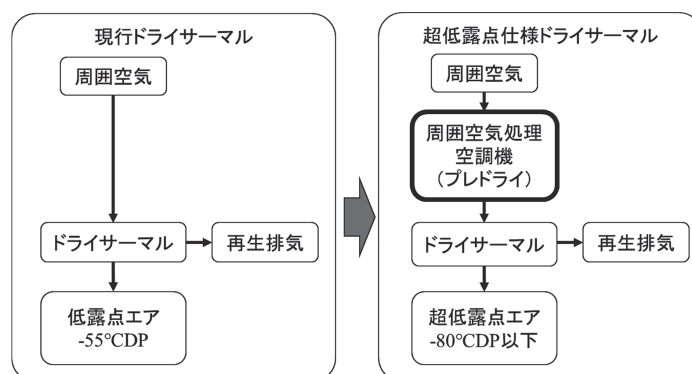 現行ドライサーマル
周囲空気
ドライサーマル
再生排気
低露点エア
-55℃DP
超低露点仕様ドライサーマル
周囲空気
周囲空気処理
空調機
(プレドライ)
ドライサーマル
再生排気
超低露点エア
-80℃DP以下